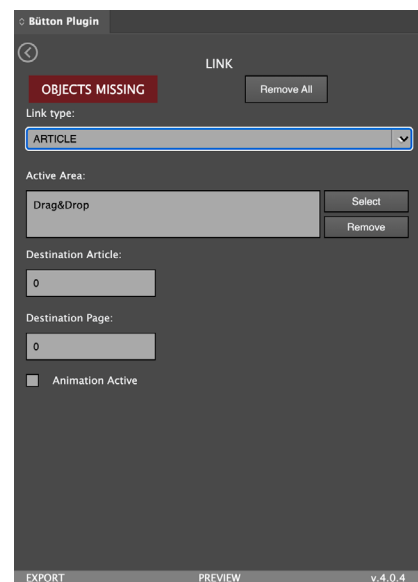 Bütton Plugin
LINK
OBJECTS MISSING Remove All
Link type:
ARTICLE
Active Area:
Drag&Drop Select
Remove
Destination Article:
0
Destination Page:
0
Animation Active
EXPORT PREVIEW v.4.0.4